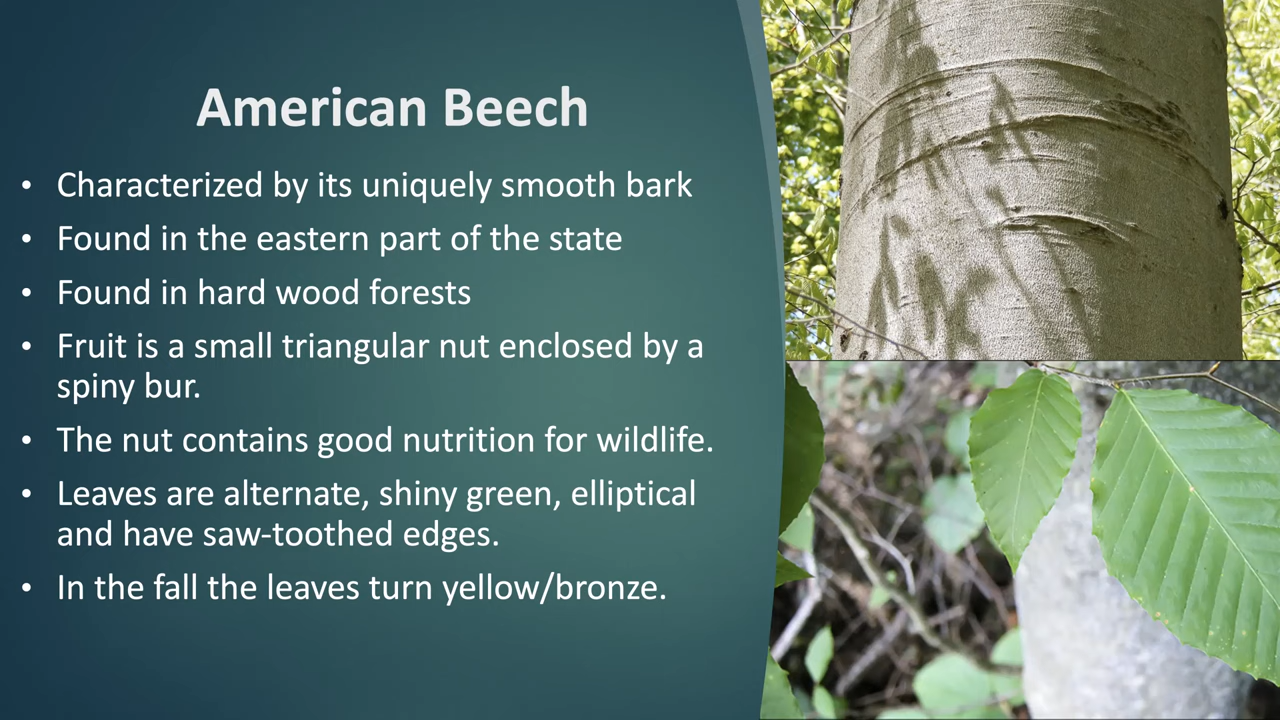 American Beech
• Characterized by its uniquely smooth bark
• Found in the eastern part of the state
• Found in hard wood forests
• Fruit is a small triangular nut enclosed by a
spiny bur.
• The nut contains good nutrition for wildlife.
• Leaves are alternate, shiny green, elliptical
and have saw-toothed edges.
• In the fall the leaves turn yellow/bronze.